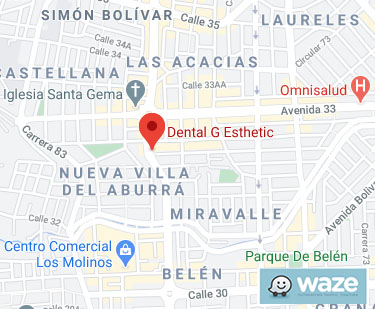 SIMÓN BOLÍVAR
Calle 35
LAURELES
Calle 34A
Circular 73
CASTELLANA
LAS ACACIAS
Calle 33AA
Omnisalud
H
Iglesia Santa Gema
Avenida 33
Carrera 83
Dental G Esthetic
NUEVA VILLA
DEL ABURRÁ
Calle 32
MIRAVALLE
Avenida Bolivar
Carrera 73
Centro Comercial
Los Molinos
Parque De Belén
BELÉN
Calle 30
waze